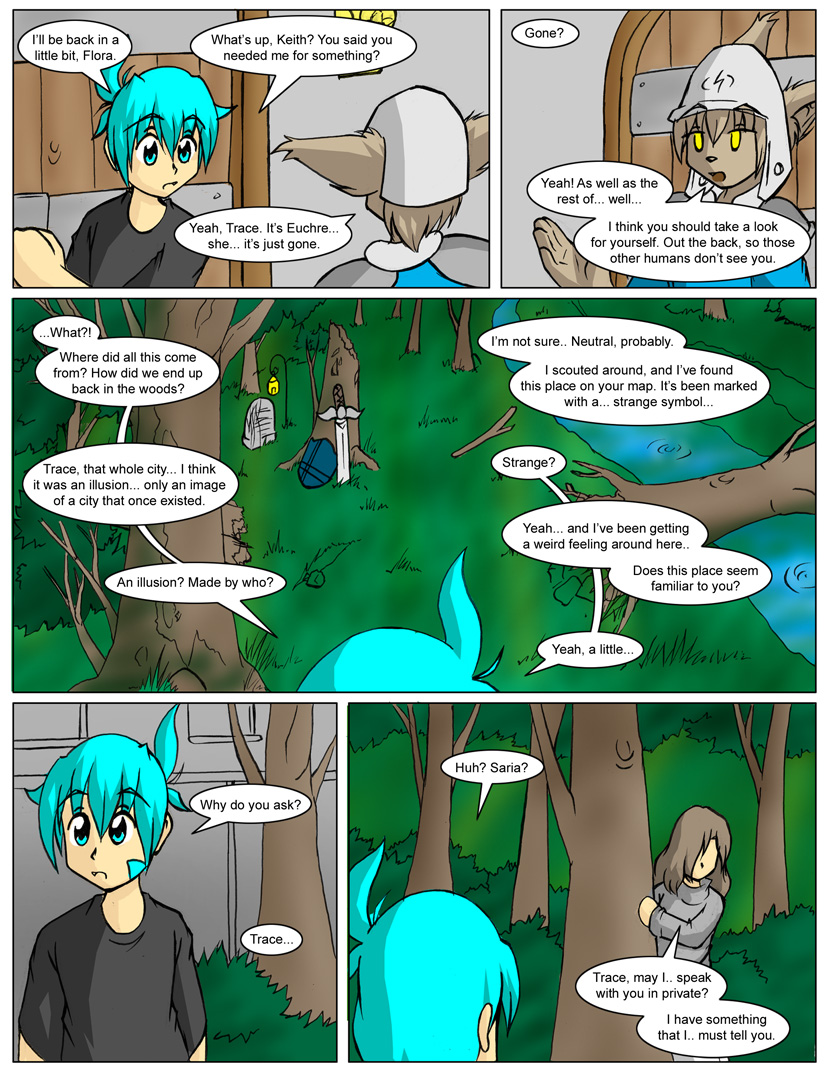 I'll be back in a
little bit, Flora.
What's up, Keith? You said you
needed me for something?
Yeah, Trace. It's Euchre...
she... it's just gone.
Gone?
Yeah! As well as the
rest of... well...
I think you should take a look
for yourself. Out the back, so those
other humans don't see you.
...What?!
Where did all this come
from? How did we end up
back in the woods?
Trace, that whole city... I think
it was an illusion... only an image
of a city that once existed.
An illusion? Made by who?
I'm not sure.. Neutral, probably.
I scouted around, and I've found
this place on your map. It's been marked
with a... strange symbol...
Strange?
Yeah... and I've been getting
a weird feeling around here..
Does this place seem
familiar to you?
Yeah, a little...
Why do you ask?
Trace...
Huh? Saria?
Trace, may I.. speak
with you in private?
I have something
that I.. must tell you.